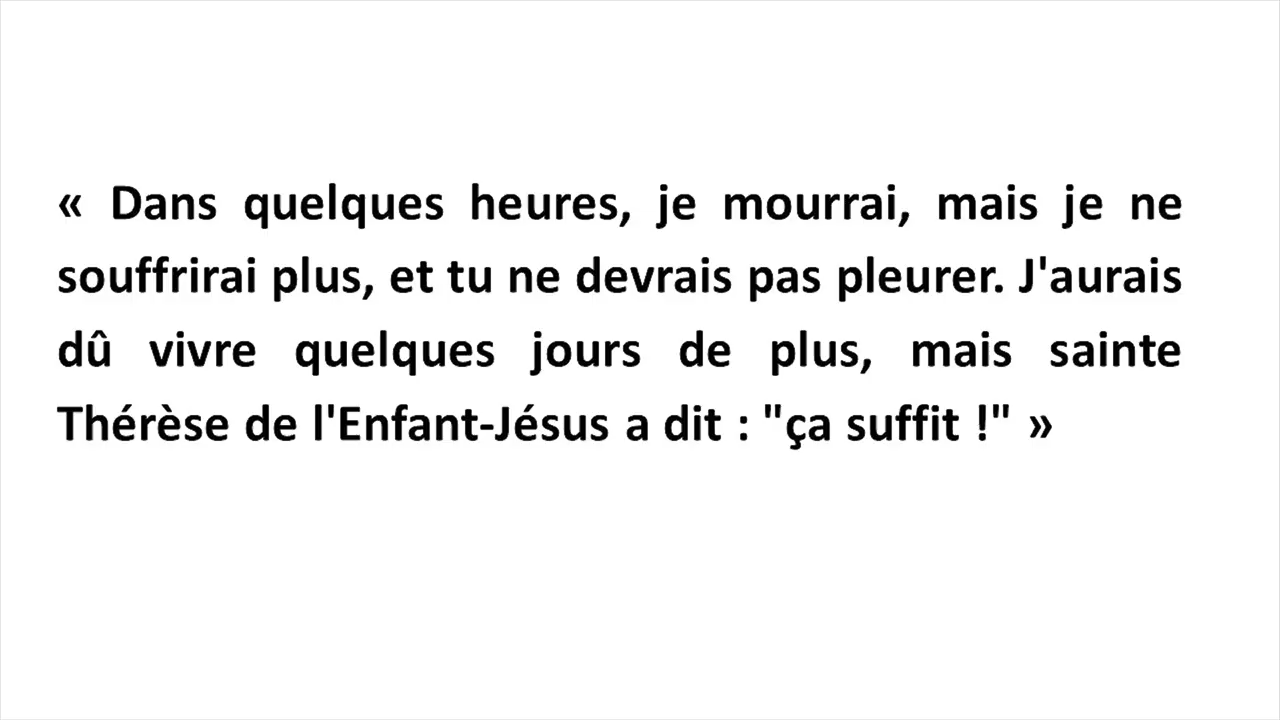 « Dans quelques heures, je mourrai, mais je ne
souffrirai plus, et tu ne devrais pas pleurer. J'aurais
dû vivre quelques jours de plus, mais sainte
Thérèse de l'Enfant-Jésus a dit : "ça suffit !" »